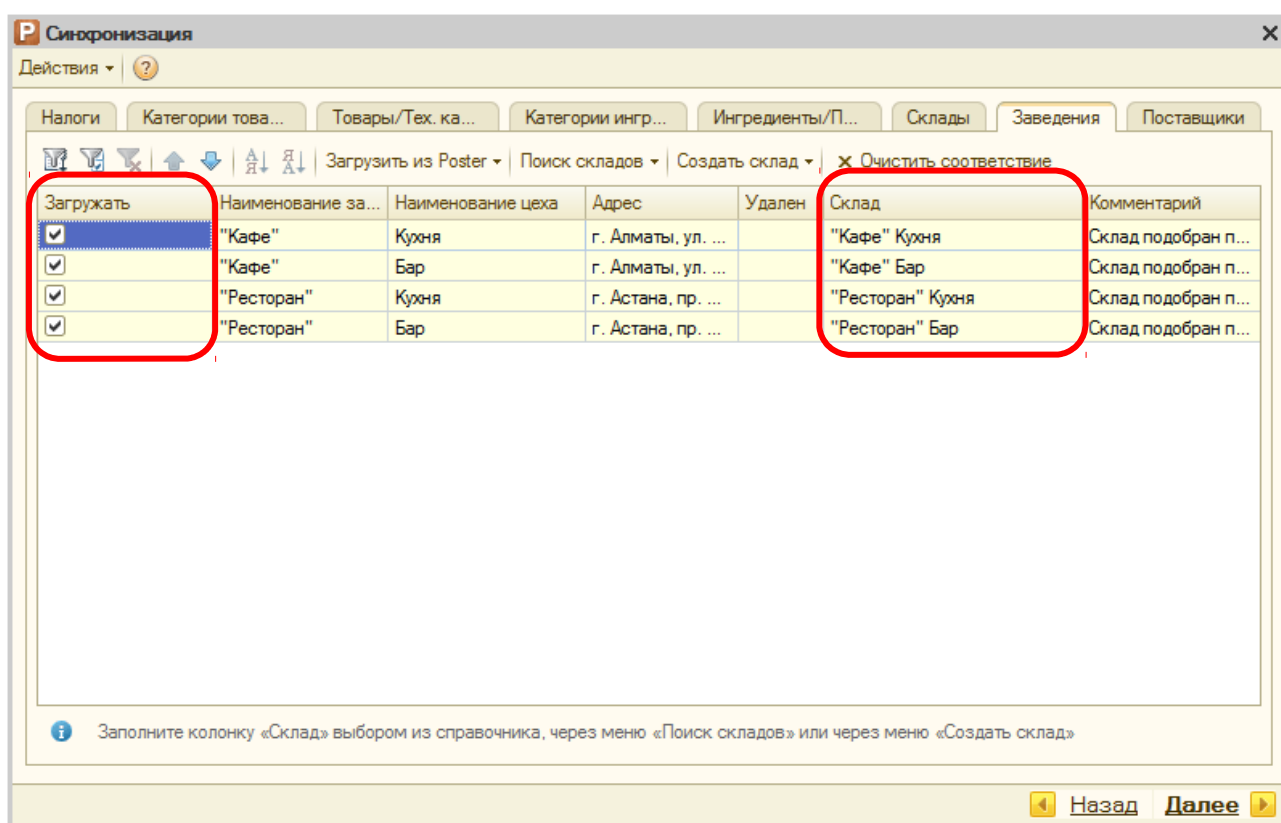 Синхронизация
Действия
Налоги Категории това... Товары/Тех. ка... Категории ингр... Ингредиенты/П... Склады Заведения Поставщики
Загрузить из Poster Поиск складов Создать склад Очистить соответствие
Загружать Наименование за... Наименование цеха Адрес Удален Склад Комментарий
"Кафе" Кухня г. Алматы, ул. ... "Кафе" Кухня Склад подобран п...
"Кафе" Бар г. Алматы, ул. ... "Кафе" Бар Склад подобран п...
"Ресторан" Кухня г. Астана, пр. ... "Ресторан" Кухня Склад подобран п...
"Ресторан" Бар г. Астана, пр. ... "Ресторан" Бар Склад подобран п...
Заполните колонку «Склад» выбором из справочника, через меню «Поиск складов» или через меню «Создать склад»
Назад Далее